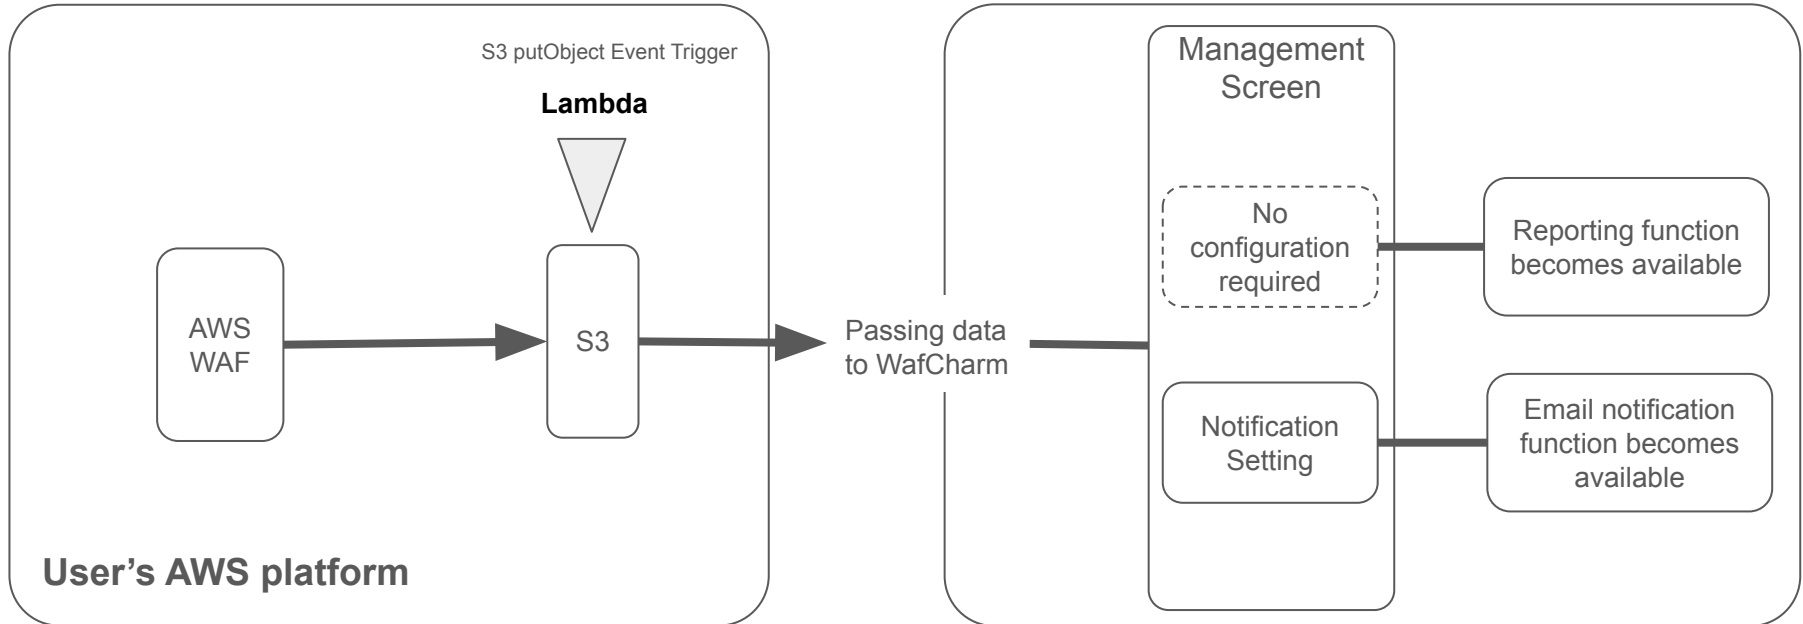 S3 putObject Event Trigger
Lambda
AWS
WAF
S3
User’s AWS platform
Passing data
to WafCharm
Management
Screen
No
configuration
required
Reporting function
becomes available
Notification
Setting
Email notification
function becomes
available